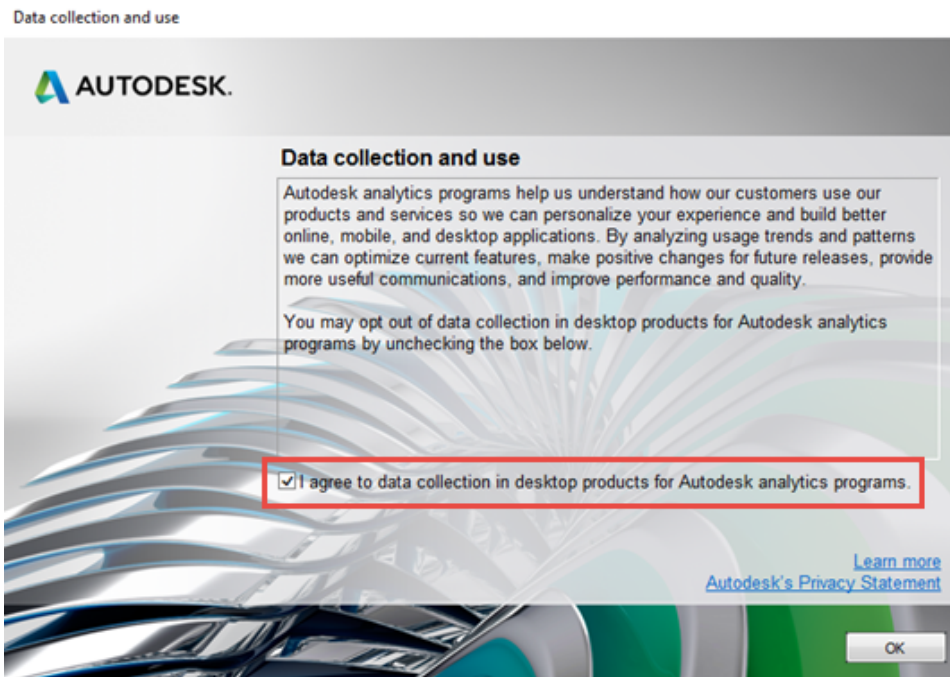 Data collection and use
AUTODESK.
Data collection and use
Autodesk analytics programs help us understand how our customers use our
products and services so we can personalize your experience and build better
online, mobile, and desktop applications. By analyzing usage trends and patterns
we can optimize current features, make positive changes for future releases, provide
more useful communications, and improve performance and quality.
You may opt out of data collection in desktop products for Autodesk analytics
programs by unchecking the box below.
I agree to data collection in desktop products for Autodesk analytics programs.
Learn more
Autodesk's Privacy Statement
OK